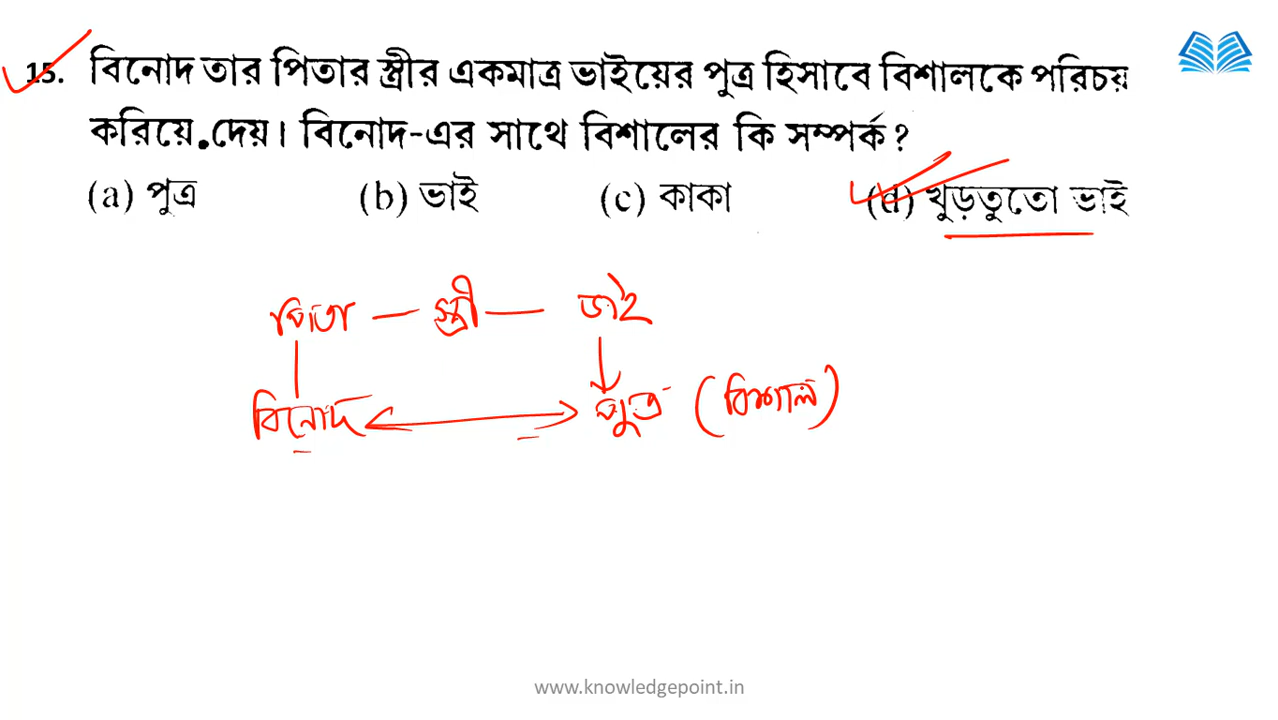 15. বিনোদ তার পিতার স্ত্রীর একমাত্র ভাইয়ের পুত্র হিসাবে বিশালকে পরিচয়
করিয়ে.দেয়। বিনোদ-এর সাথে বিশালের কি সম্পর্ক?
(a) পুত্র (b) ভাই (c) কাকা (d) খুড়তুতো ভাই
পিতা — স্ত্রী — ভাই
বিনোদ পুত্র (বিশাল)
www.knowledgepoint.in